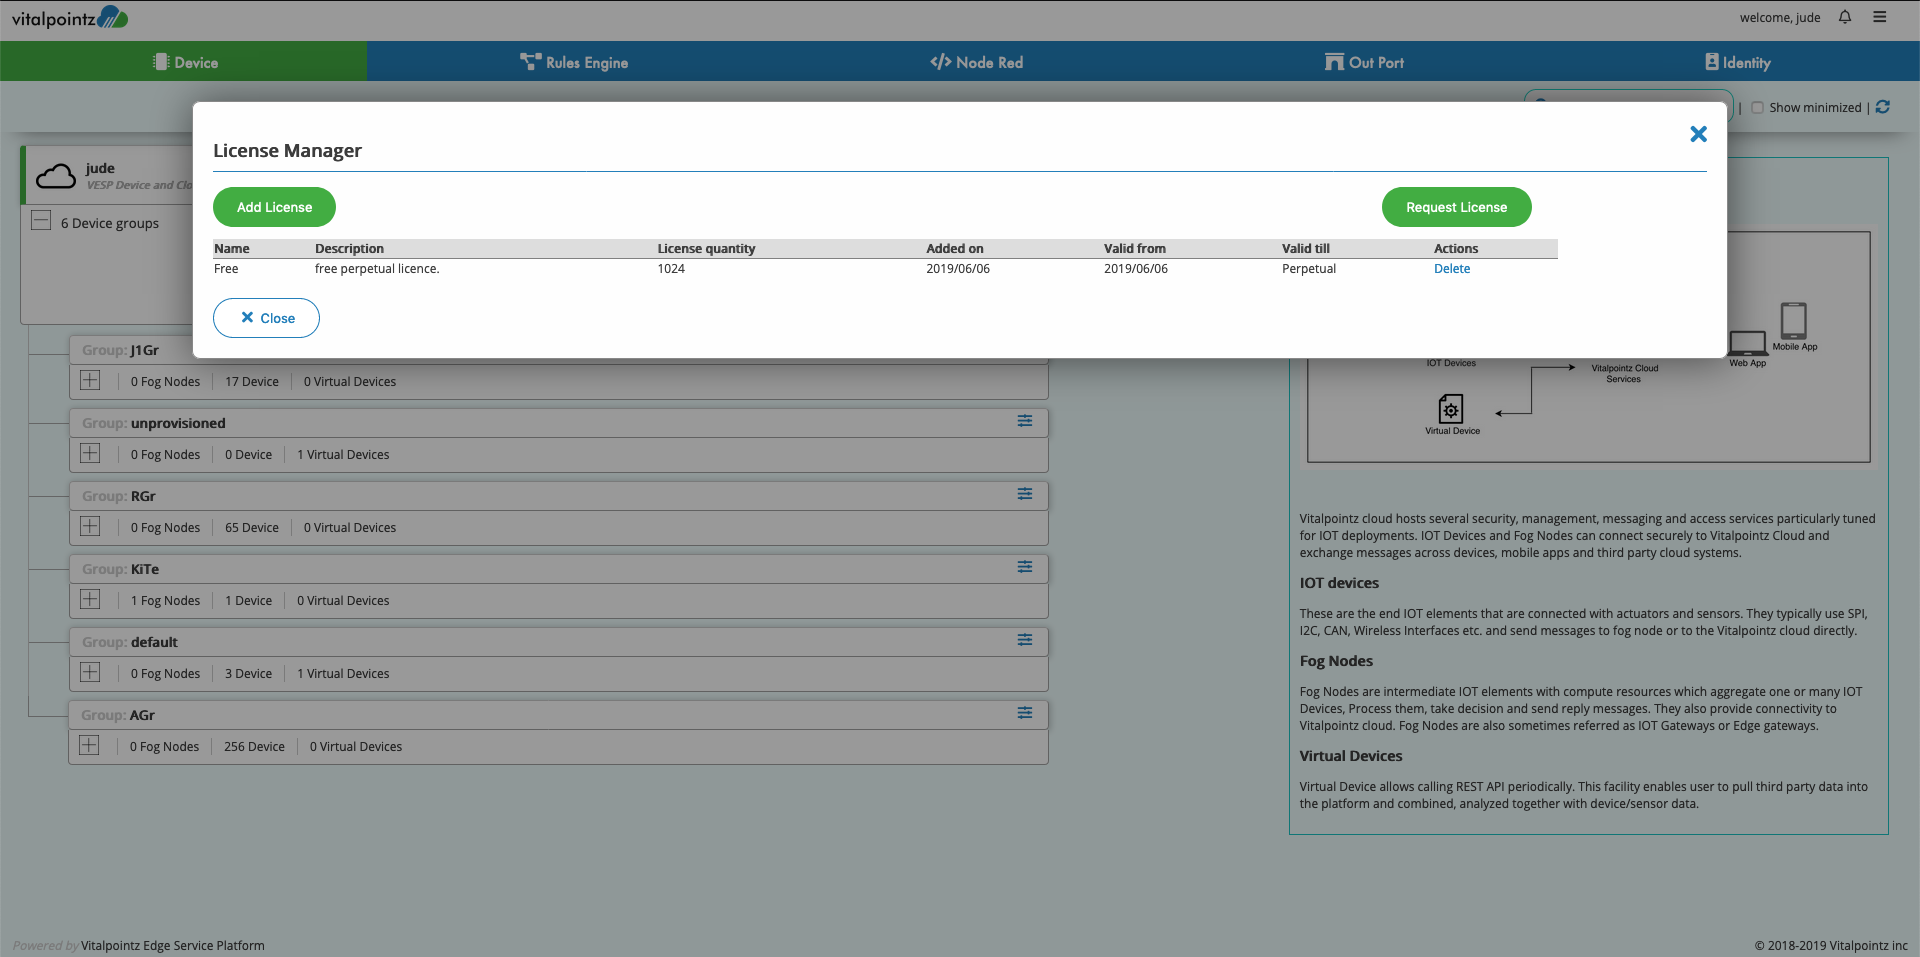 vitalpointz
welcome, jude
Device
Rules Engine
Node Red
Out Port
Identity
| Show minimized |
License Manager
Add License
Request License
Name Description License quantity Added on Valid from Valid till Actions
Free free perpetual licence. 1024 2019/06/06 2019/06/06 Perpetual Delete
Close
jude
VESP Device and Clo
6 Device groups
Group: J1Gr
0 Fog Nodes 17 Device 0 Virtual Devices
Group: unprovisioned
0 Fog Nodes 0 Device 1 Virtual Devices
Group: RGr
0 Fog Nodes 65 Device 0 Virtual Devices
Group: KiTe
1 Fog Nodes 1 Device 0 Virtual Devices
Group: default
0 Fog Nodes 3 Device 1 Virtual Devices
Group: AGr
0 Fog Nodes 256 Device 0 Virtual Devices
Mobile App
Web App
IOT Devices
Vitalpointz Cloud
Services
Virtual Device
Vitalpointz cloud hosts several security, management, messaging and access services particularly tuned
for IOT deployments. IOT Devices and Fog Nodes can connect securely to Vitalpointz Cloud and
exchange messages across devices, mobile apps and third party cloud systems.
IOT devices
These are the end IOT elements that are connected with actuators and sensors. They typically use SPI,
I2C, CAN, Wireless Interfaces etc. and send messages to fog node or to the Vitalpointz cloud directly.
Fog Nodes
Fog Nodes are intermediate IOT elements with compute resources which aggregate one or many IOT
Devices, Process them, take decision and send reply messages. They also provide connectivity to
Vitalpointz cloud. Fog Nodes are also sometimes referred as IOT Gateways or Edge gateways.
Virtual Devices
Virtual Device allows calling REST API periodically. This facility enables user to pull third party data into
the platform and combined, analyzed together with device/sensor data.
Powered by Vitalpointz Edge Service Platform
© 2018-2019 Vitalpointz inc